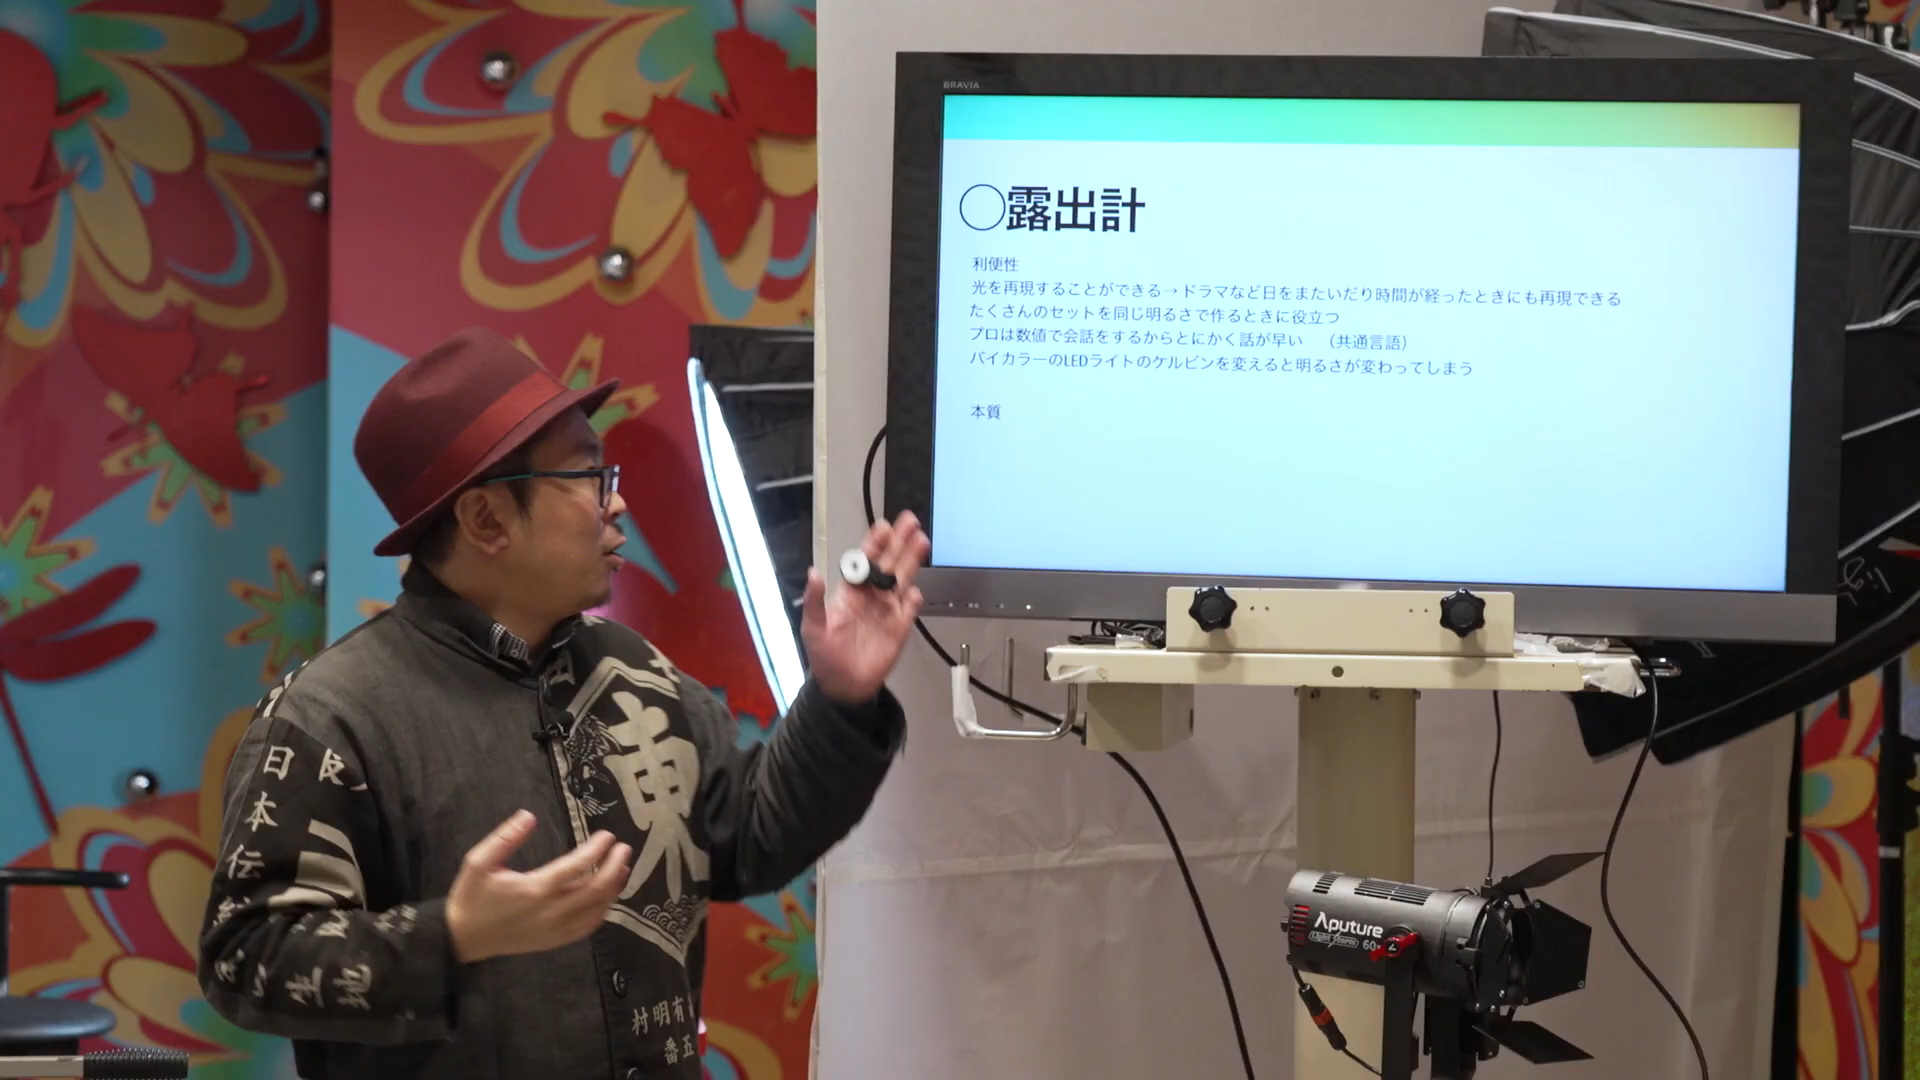 BRAVIA
◯露出計
利便性
光を再現することができる→ドラマなど日をまたいだり時間が経ったときにも再現できる
たくさんのセットを同じ明るさで作るときに役立つ
プロは数値で会話をするからとにかく話が早い (共通言語)
バイカラーのLEDライトのケルビンを変えると明るさが変わってしまう
本質
東
日本伝
生地
村明有
番五
Aputure
Light Storm 60x